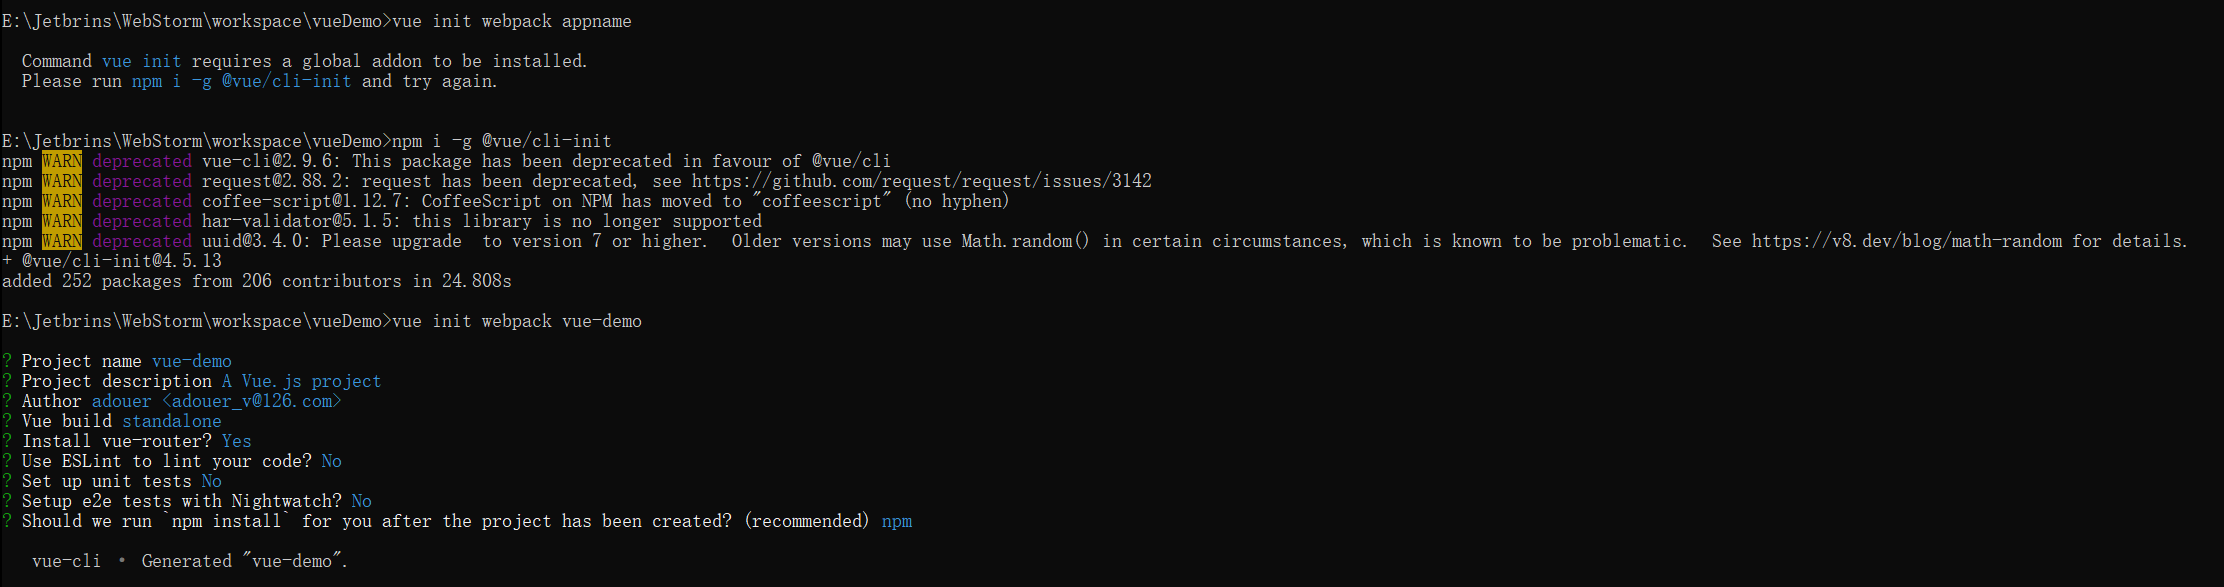 E:\Jetbrins\WebStorm\workspace\vueDemo>vue init webpack appname
Command vue init requires a global addon to be installed.
Please run npm i -g @vue/cli-init and try again.
E:\Jetbrins\WebStorm\workspace\vueDemo>npm i -g @vue/cli-init
npm WARN deprecated vue-cli@2.9.6: This package has been deprecated in favour of @vue/cli
npm WARN deprecated request@2.88.2: request has been deprecated, see https://github.com/request/request/issues/3142
npm WARN deprecated coffee-script@1.12.7: CoffeeScript on NPM has moved to "coffeescript" (no hyphen)
npm WARN deprecated har-validator@5.1.5: this library is no longer supported
npm WARN deprecated uuid@3.4.0: Please upgrade  to version 7 or higher.  Older versions may use Math.random() in certain circumstances, which is known to be problematic.  See https://v8.dev/blog/math-random for details.
+ @vue/cli-init@4.5.13
added 252 packages from 206 contributors in 24.808s
E:\Jetbrins\WebStorm\workspace\vueDemo>vue init webpack vue-demo
? Project name vue-demo
? Project description A Vue.js project
? Author adouer <adouer_v@126.com>
? Vue build standalone
? Install vue-router? Yes
? Use ESLint to lint your code? No
? Set up unit tests No
? Setup e2e tests with Nightwatch? No
? Should we run `npm install` for you after the project has been created? (recommended) npm
vue-cli · Generated "vue-demo".